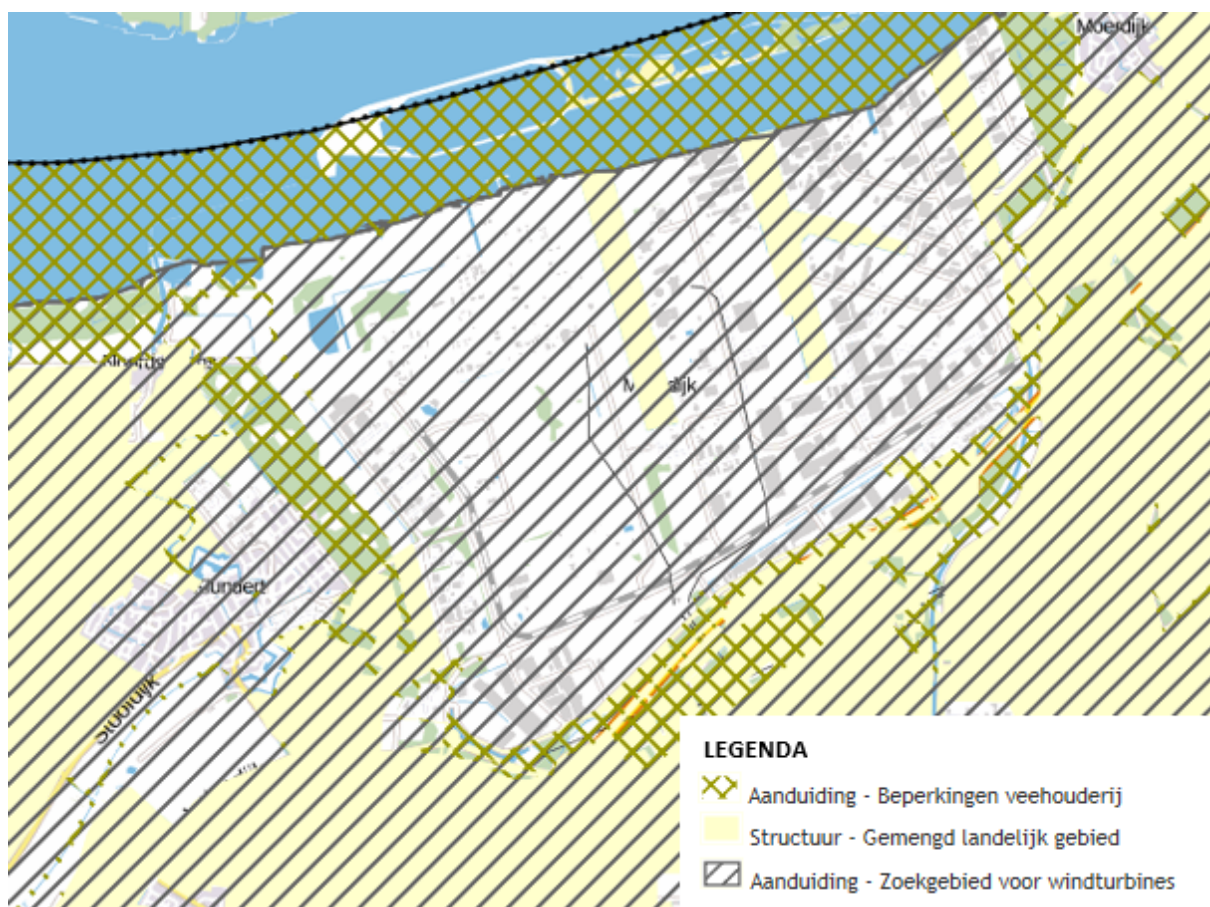 Moerdijk
LEGENDA
Aanduiding - Beperkingen veehouderij
Structuur - Gemengd landelijk gebied
Aanduiding - Zoekgebied voor windturbines